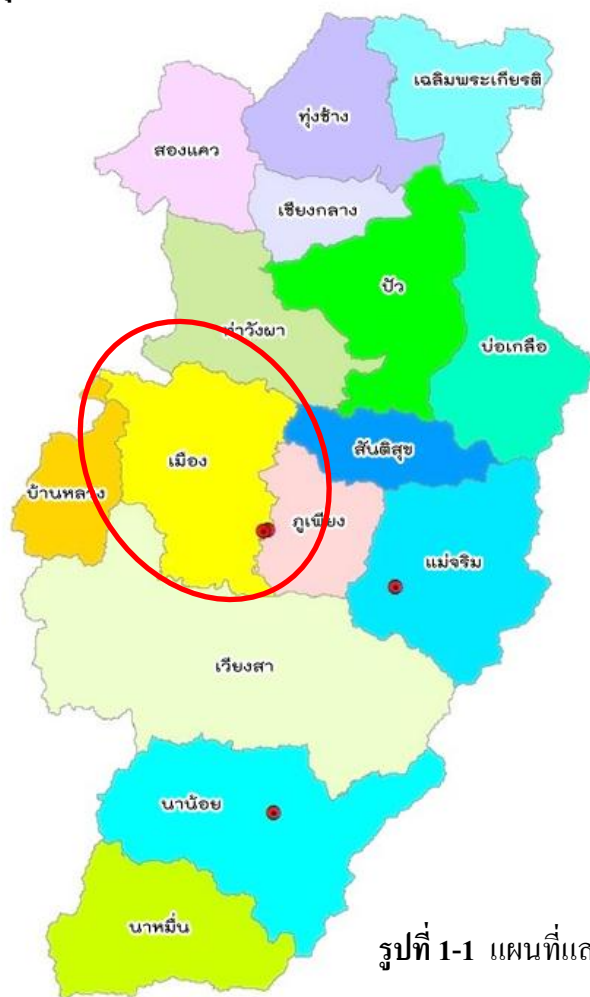 เฉลิมพระเกียรติ
ทุ่งช้าง
สองแคว
เชียงกลาง
ปัว
ท่าวังผา
บ่อเกลือ
สันติสุข
เมือง
บ้านหลวง
ภูเพียง
แม่จริม
เวียงสา
นาน้อย
นาหมื่น
รูปที่ 1-1 แผนที่แส